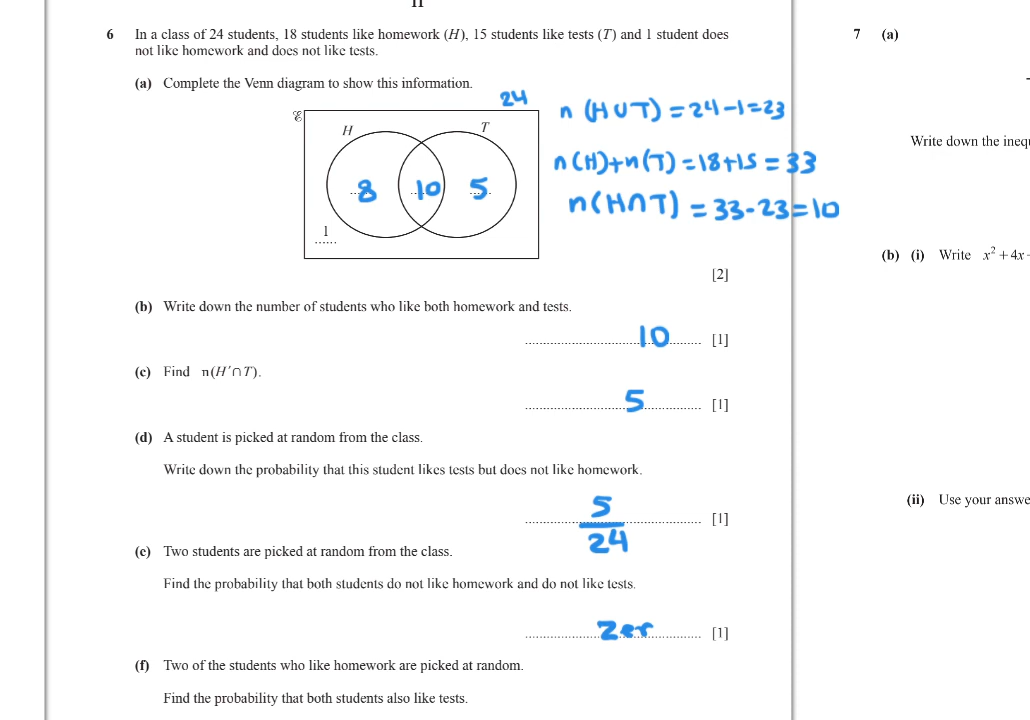 11
6 In a class of 24 students, 18 students like homework (H), 15 students like tests (T) and 1 student does
not like homework and does not like tests.
(a) Complete the Venn diagram to show this information.
24
ℰ
H
T
8
10
5
1
n (H∪T) = 24-1=23
n(H)+n(T) =18+15 = 33
n(H∩T) = 33-23=10
[2]
(b) Write down the number of students who like both homework and tests.
10 [1]
(c) Find n(H′∩T).
5 [1]
(d) A student is picked at random from the class.
Write down the probability that this student likes tests but does not like homework.
5
24
[1]
(e) Two students are picked at random from the class.
Find the probability that both students do not like homework and do not like tests.
Zer [1]
(f) Two of the students who like homework are picked at random.
Find the probability that both students also like tests.
7 (a)
Write down the inequ
(b) (i) Write x² + 4x -
(ii) Use your answe